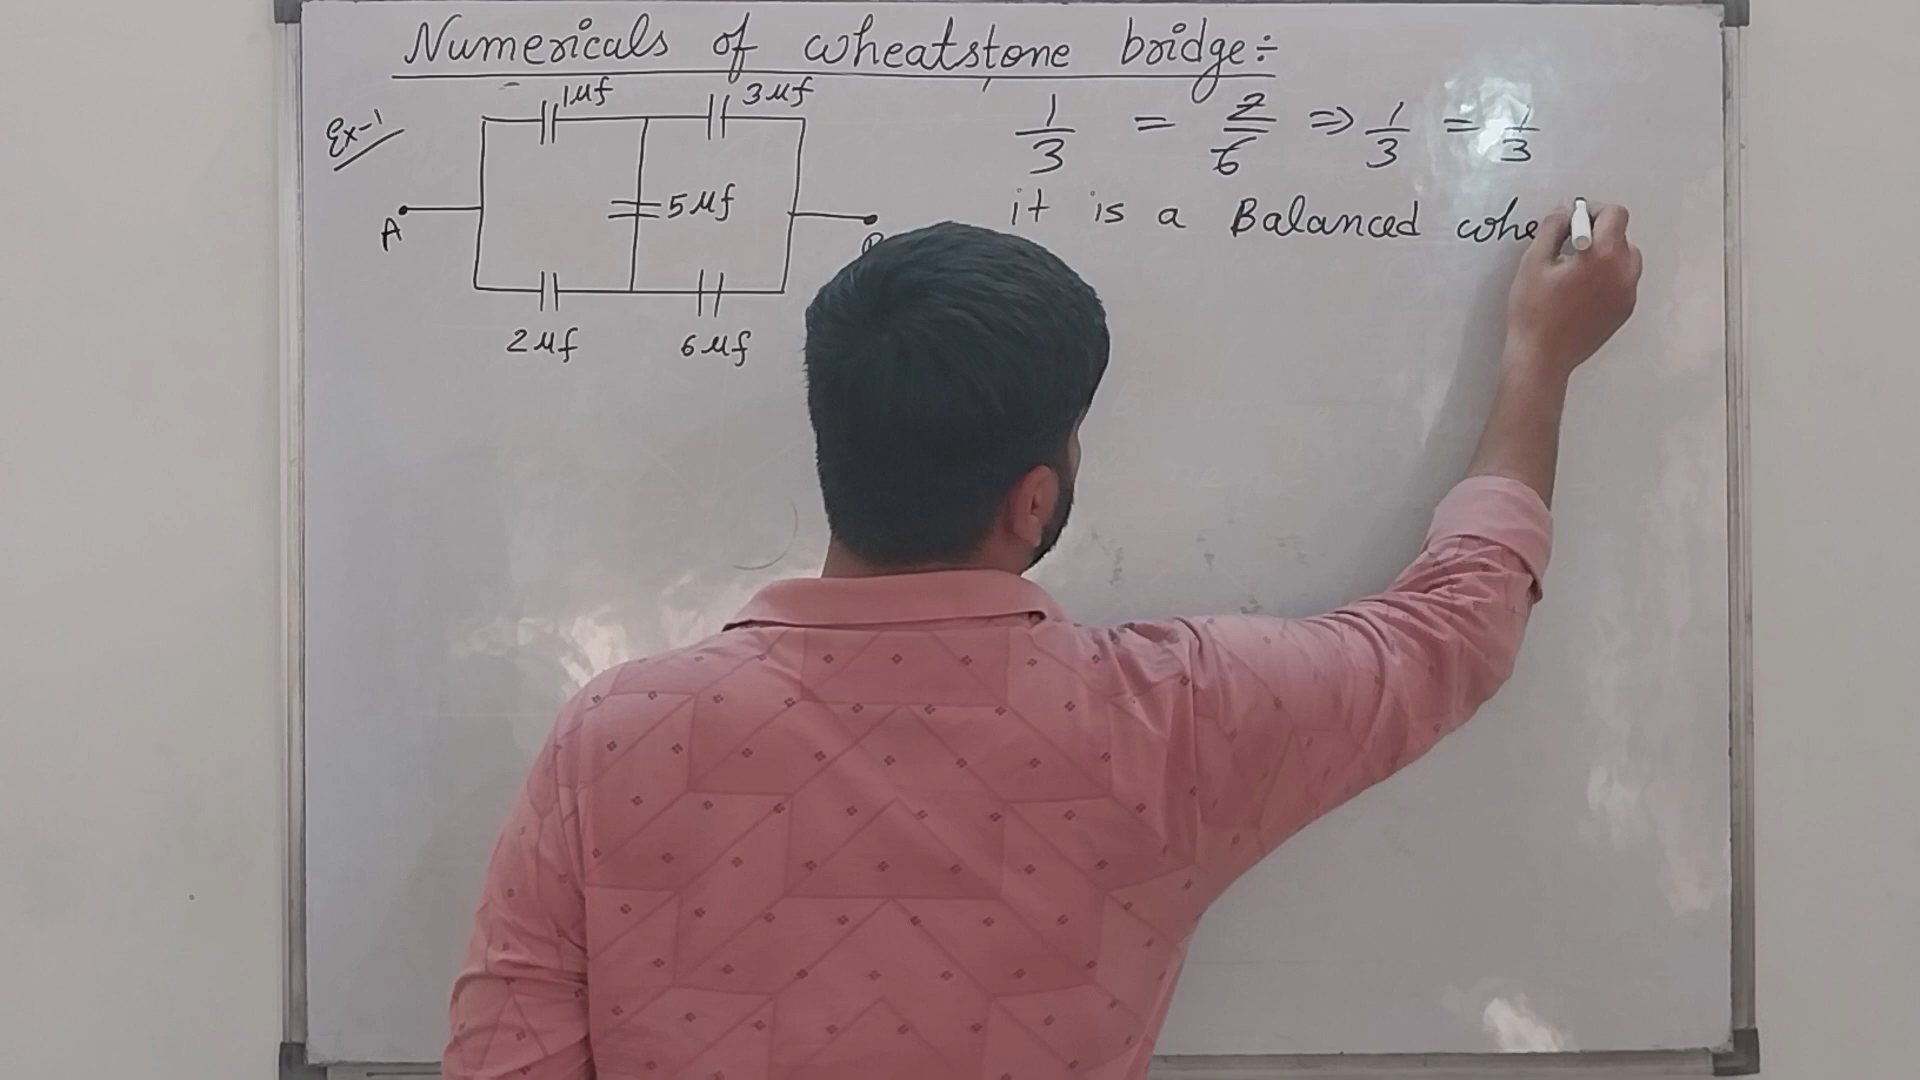 Numericals of wheatstone bridge:
Ex-1
1μf 3μf
5μf
A
2μf 6μf
1/3 = 2/6 ⇒ 1/3 = 1/3
it is a Balanced whe